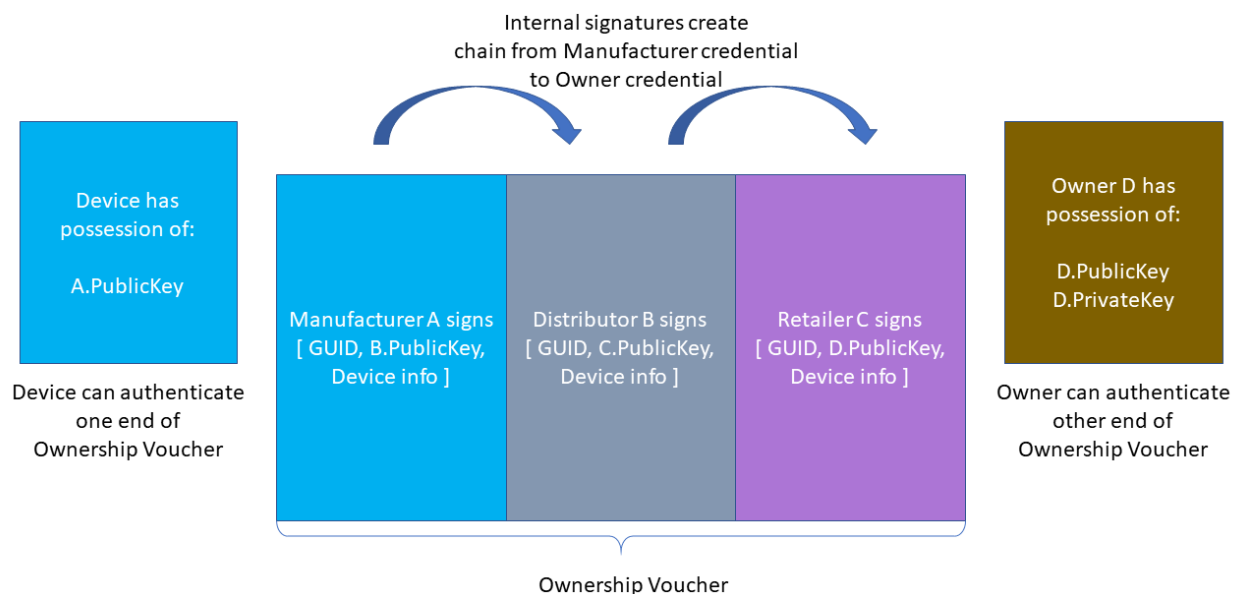 Internal signatures create
chain from Manufacturer credential
to Owner credential
Device has
possession of:
A.PublicKey
Device can authenticate
one end of
Ownership Voucher
Manufacturer A signs
[ GUID, B.PublicKey,
Device info ]
Distributor B signs
[ GUID, C.PublicKey,
Device info ]
Retailer C signs
[ GUID, D.PublicKey,
Device info ]
Owner D has
possession of:
D.PublicKey
D.PrivateKey
Owner can authenticate
other end of
Ownership Voucher
Ownership Voucher